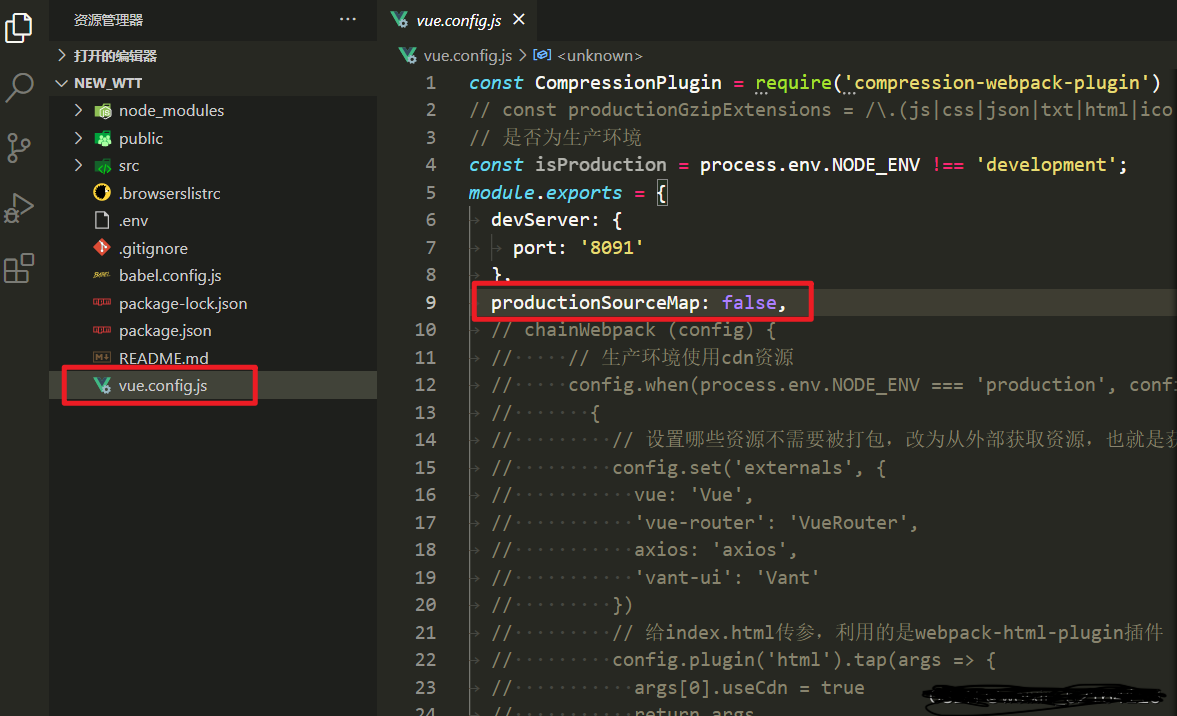 资源管理器
打开的编辑器
NEW_WTT
node_modules
public
src
.browserslistrc
.env
.gitignore
babel.config.js
package-lock.json
package.json
README.md
vue.config.js
vue.config.js
vue.config.js > <unknown>
1 const CompressionPlugin = require('compression-webpack-plugin')
2 // const productionGzipExtensions = /\.(js|css|json|txt|html|ico
3 // 是否为生产环境
4 const isProduction = process.env.NODE_ENV !== 'development';
5 module.exports = {
6 devServer: {
7 port: '8091'
8 },
9 productionSourceMap: false,
10 // chainWebpack (config) {
11 // // 生产环境使用cdn资源
12 // config.when(process.env.NODE_ENV === 'production', confi
13 // {
14 // // 设置哪些资源不需要被打包，改为从外部获取资源，也就是获
15 // config.set('externals', {
16 // vue: 'Vue',
17 // 'vue-router': 'VueRouter',
18 // axios: 'axios',
19 // 'vant-ui': 'Vant'
20 // })
21 // // 给index.html传参，利用的是webpack-html-plugin插件
22 // config.plugin('html').tap(args => {
23 // args[0].useCdn = true
24 // return args